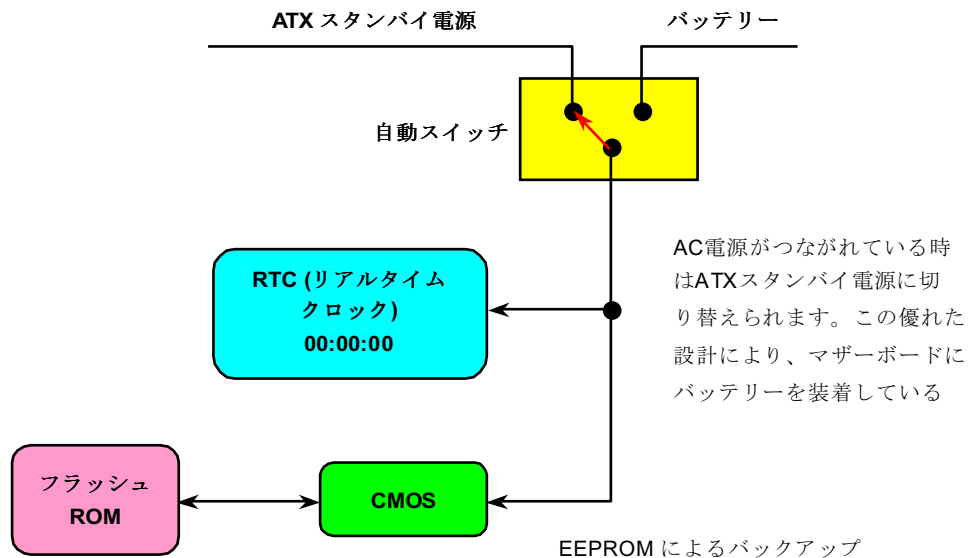 ATX スタンバイ電源
バッテリー
自動スイッチ
RTC (リアルタイム
クロック)
00:00:00
AC電源がつながれている時
はATXスタンバイ電源に切
り替えられます。この優れた
設計により、マザーボードに
バッテリーを装着している
フラッシュ
ROM
CMOS
EEPROM によるバックアップ